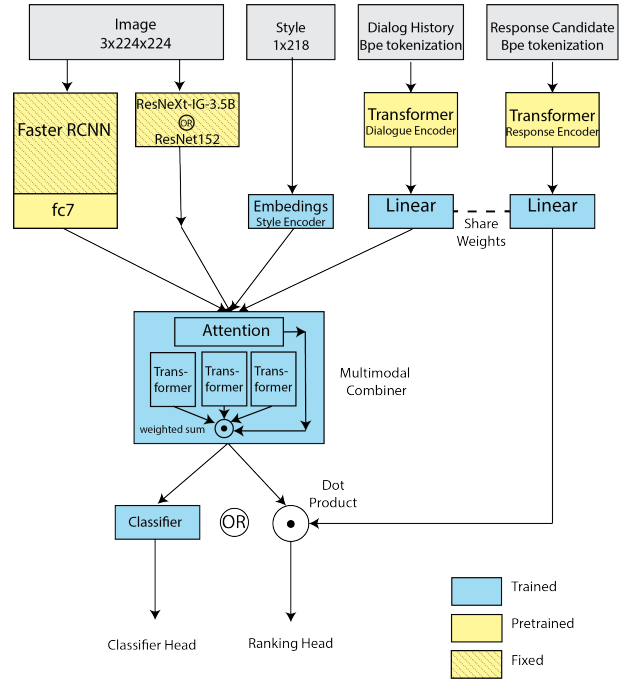 Image
3x224x224
Style
1x218
Dialog History
Bpe tokenization
Response Candidate
Bpe tokenization
Faster RCNN
fc7
ResNeXt-IG-3.5B
OR
ResNet152
Transformer
Dialogue Encoder
Transformer
Response Encoder
Embedings
Style Encoder
Linear
Linear
Share
Weights
Attention
Trans-
former
Trans-
former
Trans-
former
weighted sum
Multimodal
Combiner
Dot
Product
Classifier
OR
Classifier Head
Ranking Head
Trained
Pretrained
Fixed